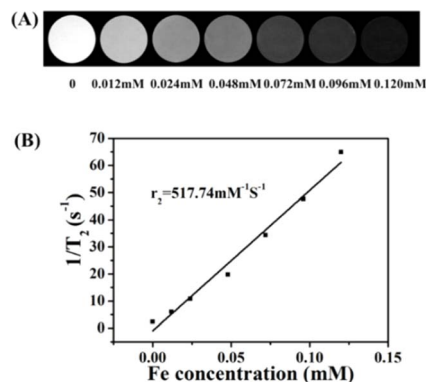 (A)
0 0.012mM 0.024mM 0.048mM 0.072mM 0.096mM 0.120mM
(B)
70
60
r2=517.74mM-1S-1
50
40
30
20
10
0
1/T2 (s-1)
0.00 0.05 0.10 0.15
Fe concentration (mM)